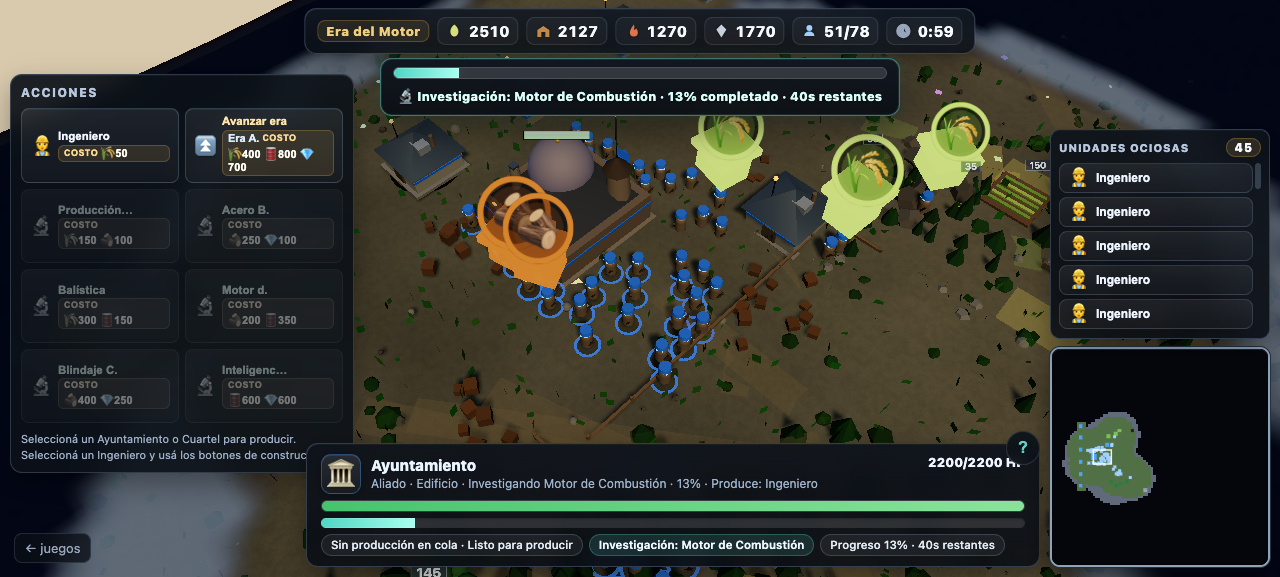 Era del Motor
2510
2127
1270
1770
51/78
0:59
Investigación: Motor de Combustión · 13% completado · 40s restantes
ACCIONES
Ingeniero
COSTO 50
Avanzar era
Era A. COSTO
400 800
700
Producción...
COSTO
150 100
Acero B.
COSTO
250 100
Balística
COSTO
300 150
Motor d.
COSTO
200 350
Blindaje C.
COSTO
400 250
Inteligenc...
COSTO
600 600
Seleccioná un Ayuntamiento o Cuartel para producir.
Seleccioná un Ingeniero y usá los botones de construc
UNIDADES OCIOSAS 45
Ingeniero
Ingeniero
Ingeniero
Ingeniero
Ingeniero
35
150
?
Ayuntamiento
2200/2200
Aliado · Edificio · Investigando Motor de Combustión · 13% · Produce: Ingeniero
Sin producción en cola · Listo para producir
Investigación: Motor de Combustión
Progreso 13% · 40s restantes
← juegos
145